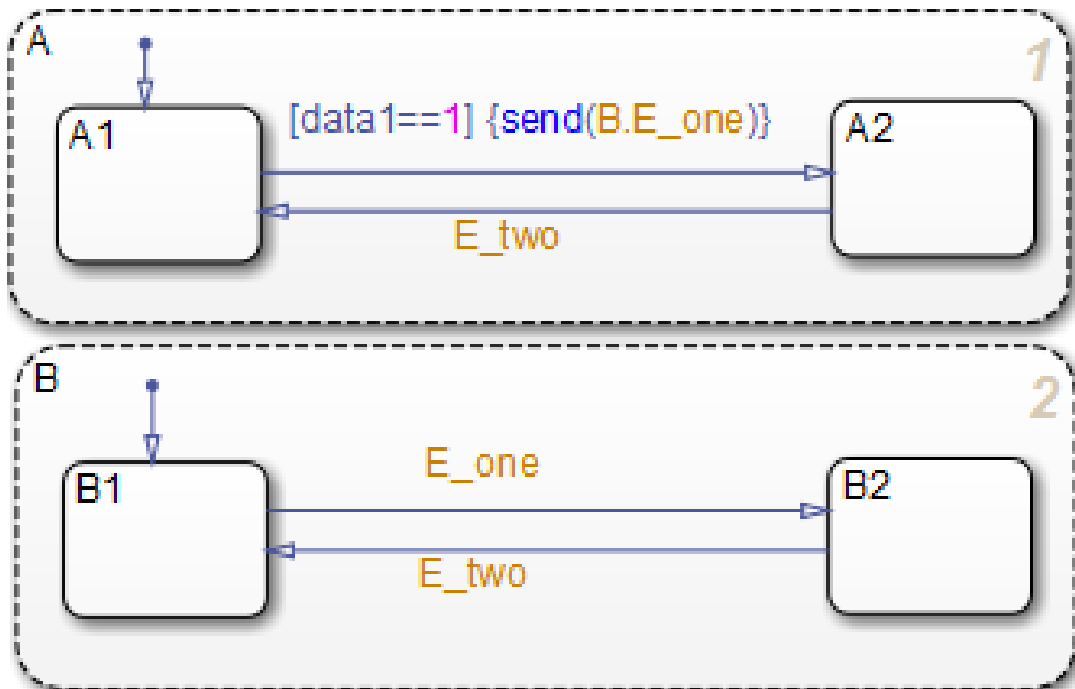 A
1
[data1==1] {send(B.E_one)}
A1
A2
E_two
B
2
E_one
B1
B2
E_two